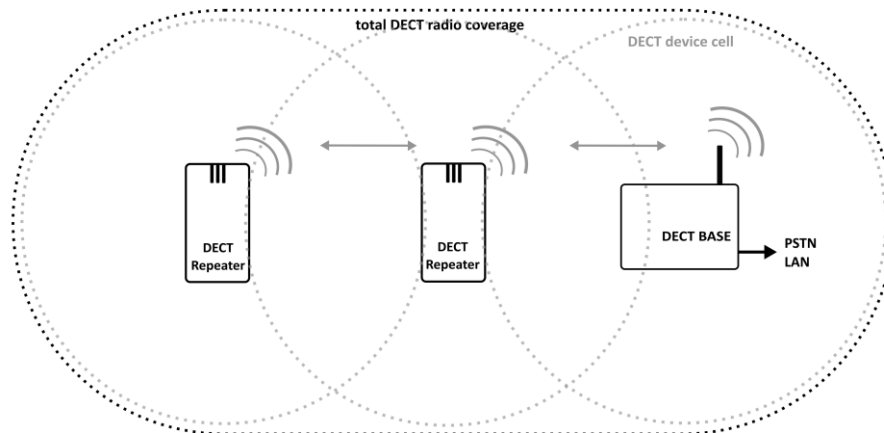 total DECT radio coverage
DECT device cell
DECT
Repeater
DECT
Repeater
DECT BASE
PSTN
LAN